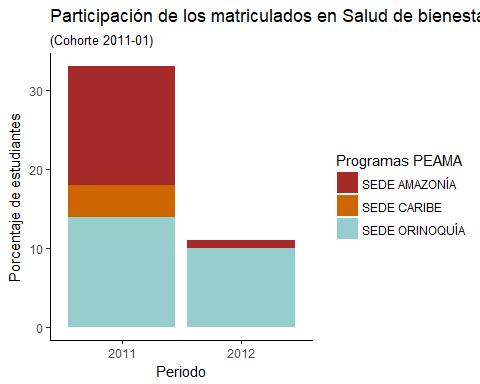 Participación de los matriculados en Salud de bienesta
(Cohorte 2011-01)
Porcentaje de estudiantes
30
20
10
0
2011
2012
Periodo
Programas PEAMA
SEDE AMAZONÍA
SEDE CARIBE
SEDE ORINOQUÍA